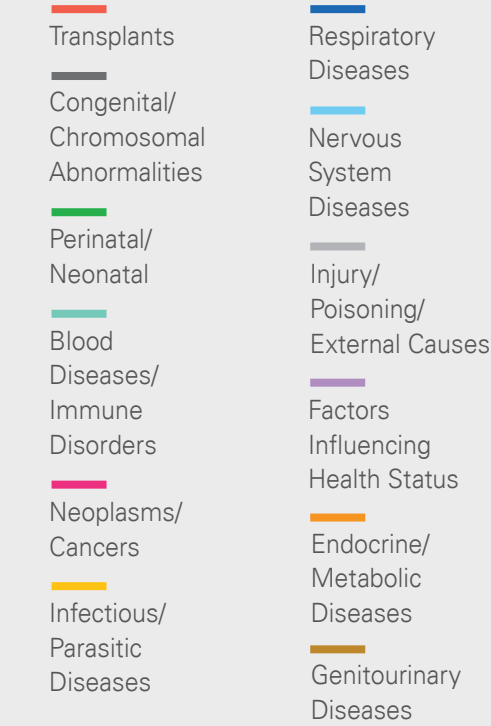 Transplants
Congenital/
Chromosomal
Abnormalities
Perinatal/
Neonatal
Blood
Diseases/
Immune
Disorders
Neoplasms/
Cancers
Infectious/
Parasitic
Diseases
Respiratory
Diseases
Nervous
System
Diseases
Injury/
Poisoning/
External Causes
Factors
Influencing
Health Status
Endocrine/
Metabolic
Diseases
Genitourinary
Diseases